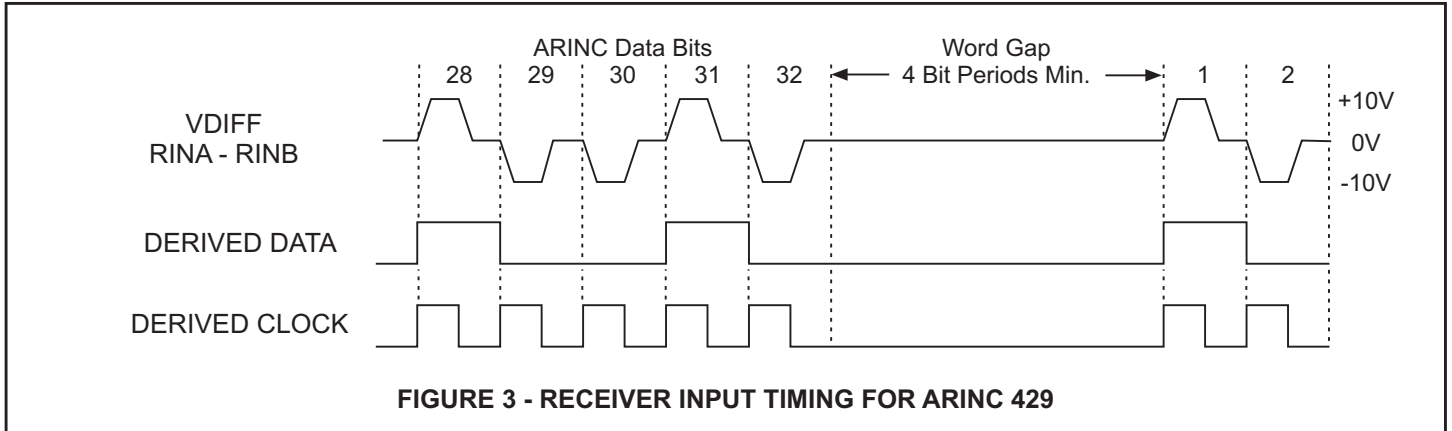 ARINC Data Bits
Word Gap
28 29 30 31 32 4 Bit Periods Min. 1 2
+10V
VDIFF
0V
RINA - RINB
-10V
DERIVED DATA
DERIVED CLOCK
FIGURE 3 - RECEIVER INPUT TIMING FOR ARINC 429